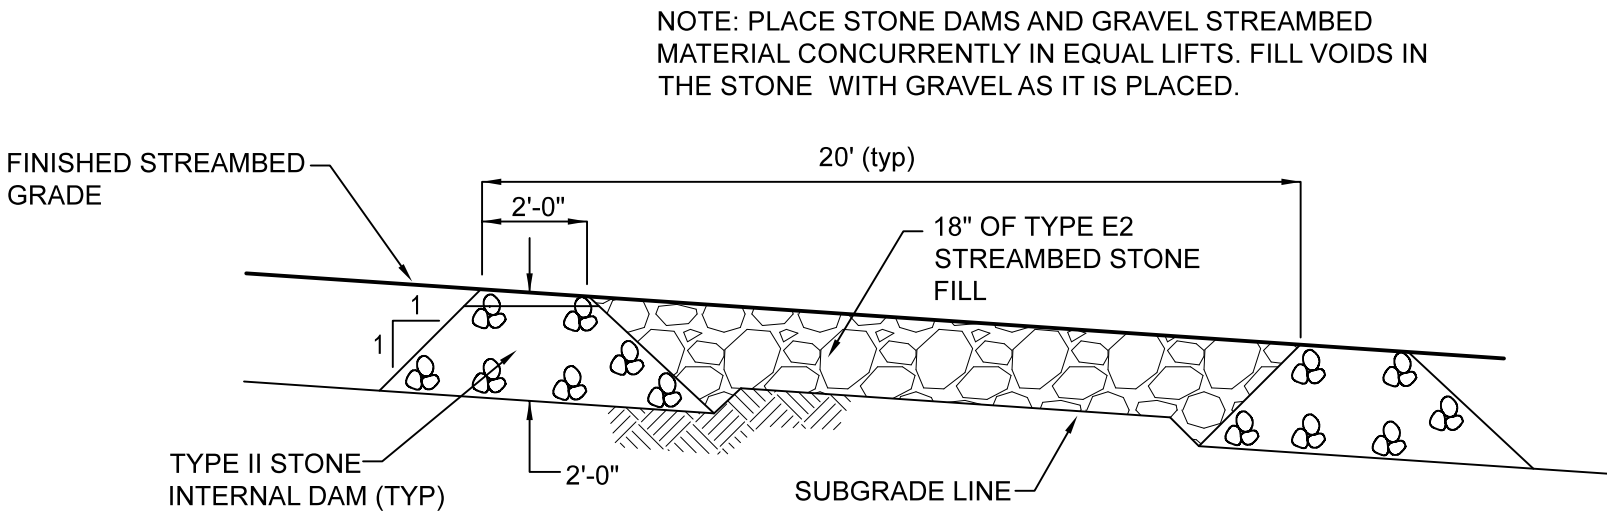 NOTE: PLACE STONE DAMS AND GRAVEL STREAMBED
MATERIAL CONCURRENTLY IN EQUAL LIFTS. FILL VOIDS IN
THE STONE WITH GRAVEL AS IT IS PLACED.
FINISHED STREAMBED
GRADE
20' (typ)
2'-0"
18" OF TYPE E2
STREAMBED STONE
FILL
1
1
TYPE II STONE
INTERNAL DAM (TYP)
2'-0"
SUBGRADE LINE